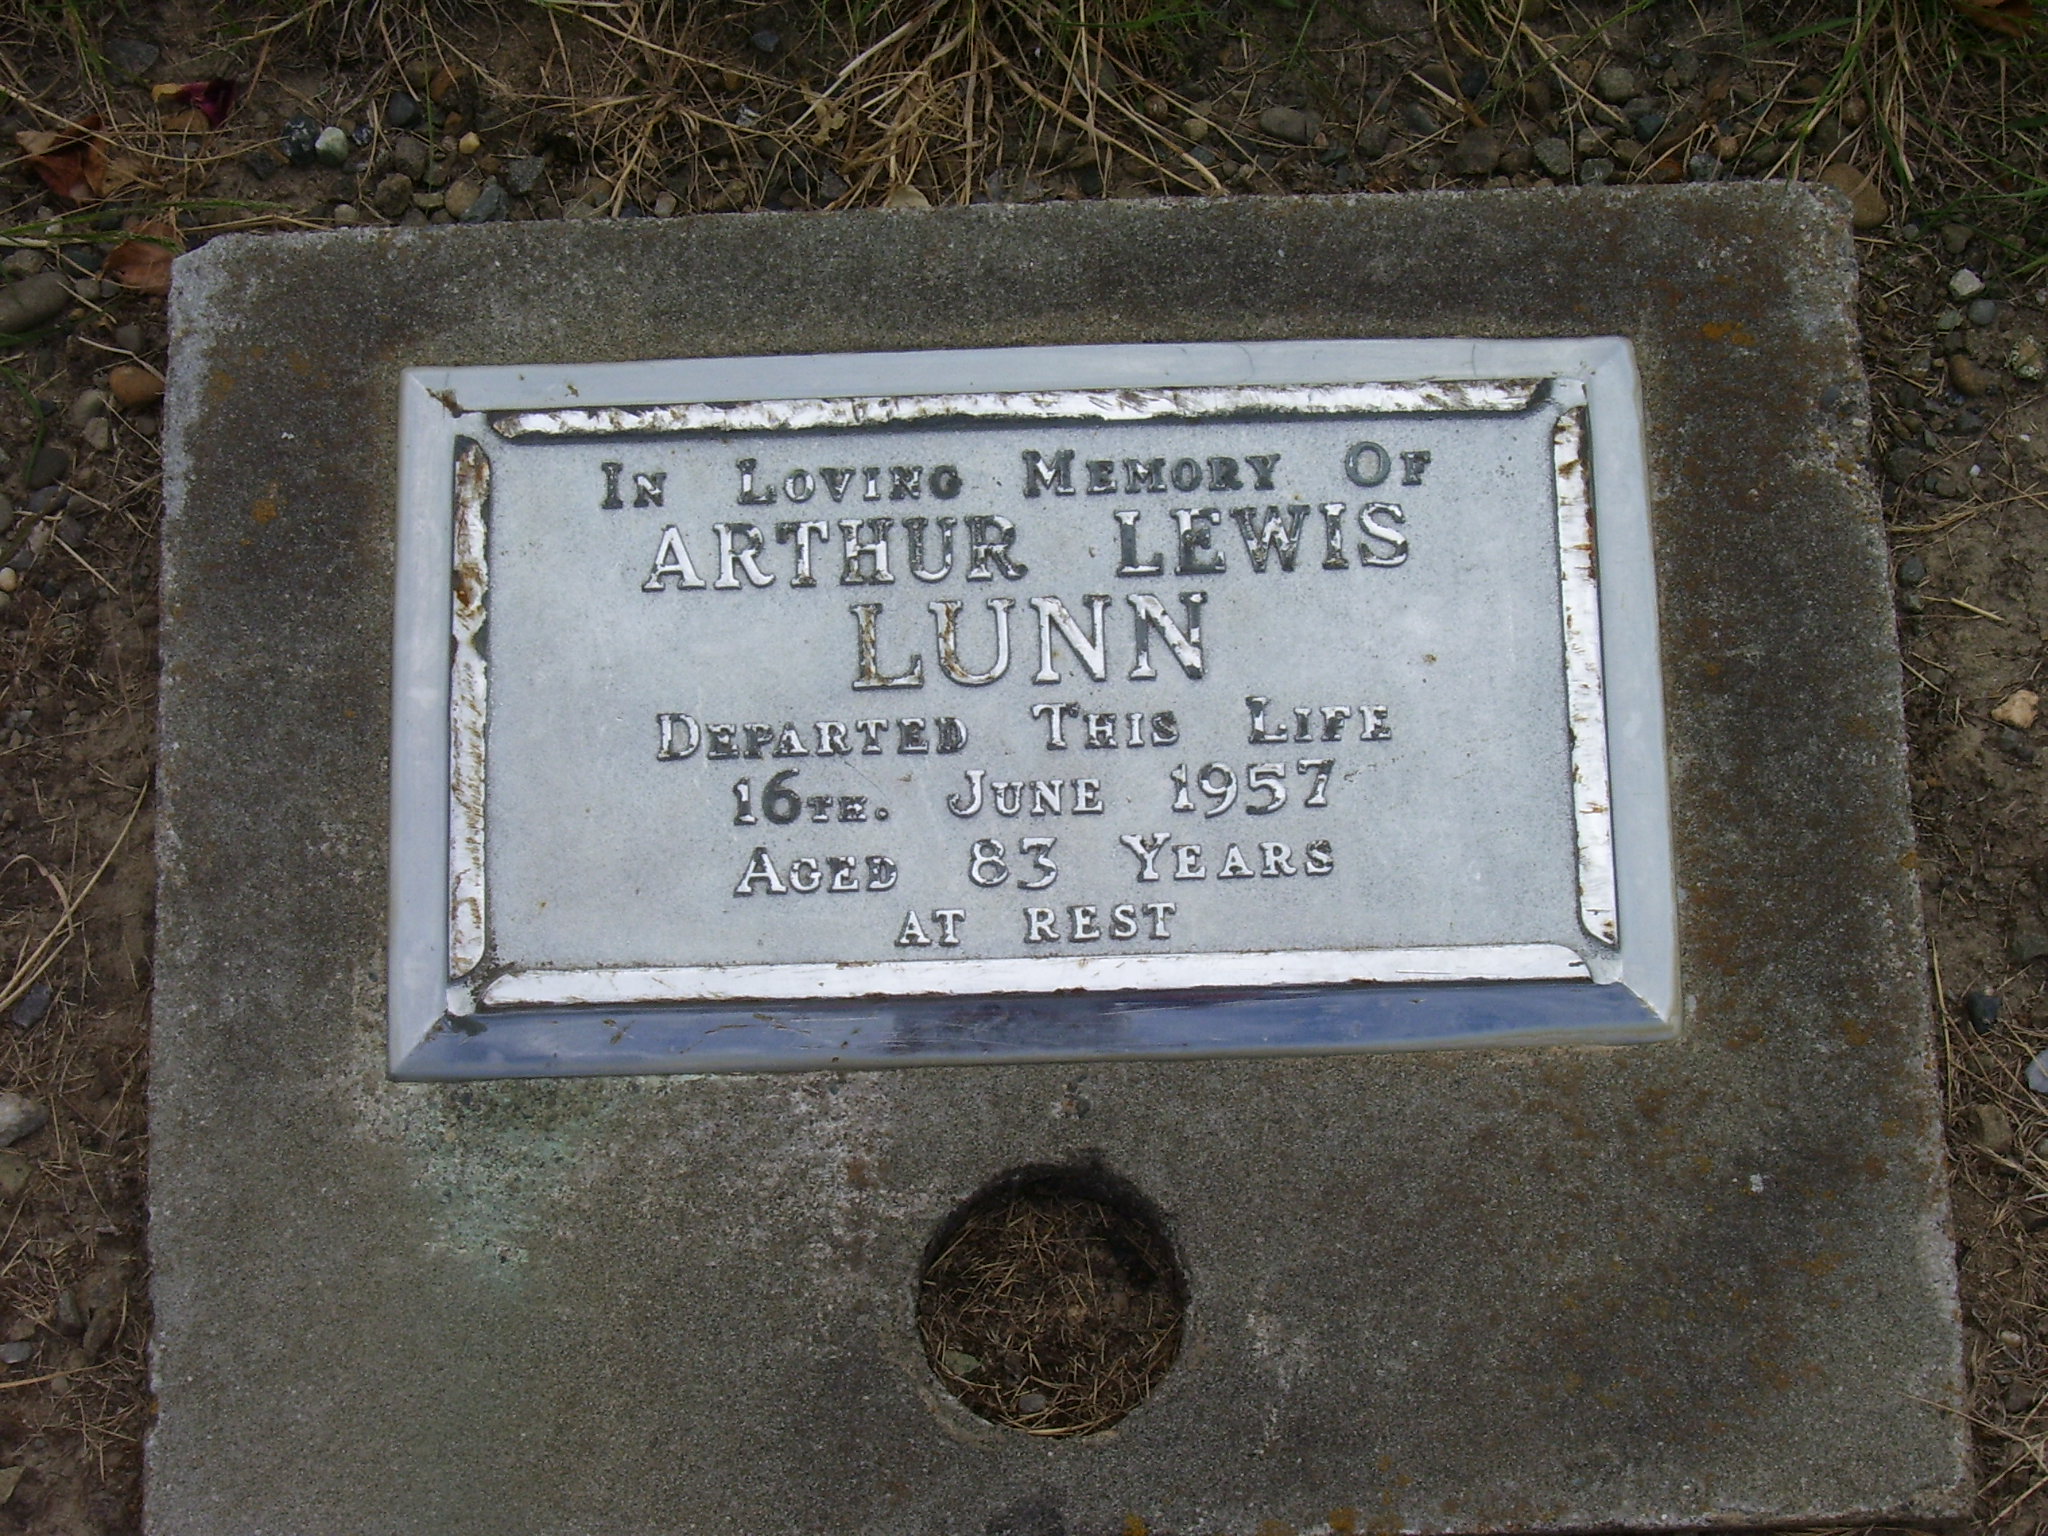 In Loving Memory Of
ARTHUR LEWIS
LUNN
Departed This Life
16th. June 1957
Aged 83 Years
AT REST